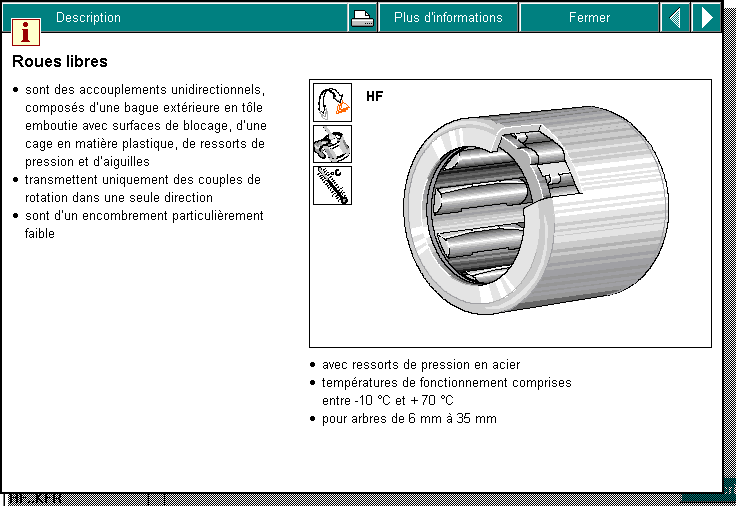 Description
Plus d'informations
Fermer
i
Roues libres
● sont des accouplements unidirectionnels,
composés d'une bague extérieure en tôle
emboutie avec surfaces de blocage, d'une
cage en matière plastique, de ressorts de
pression et d'aiguilles
● transmettent uniquement des couples de
rotation dans une seule direction
● sont d'un encombrement particulièrement
faible
HF
● avec ressorts de pression en acier
● températures de fonctionnement comprises
entre -10 °C et + 70 °C
● pour arbres de 6 mm à 35 mm